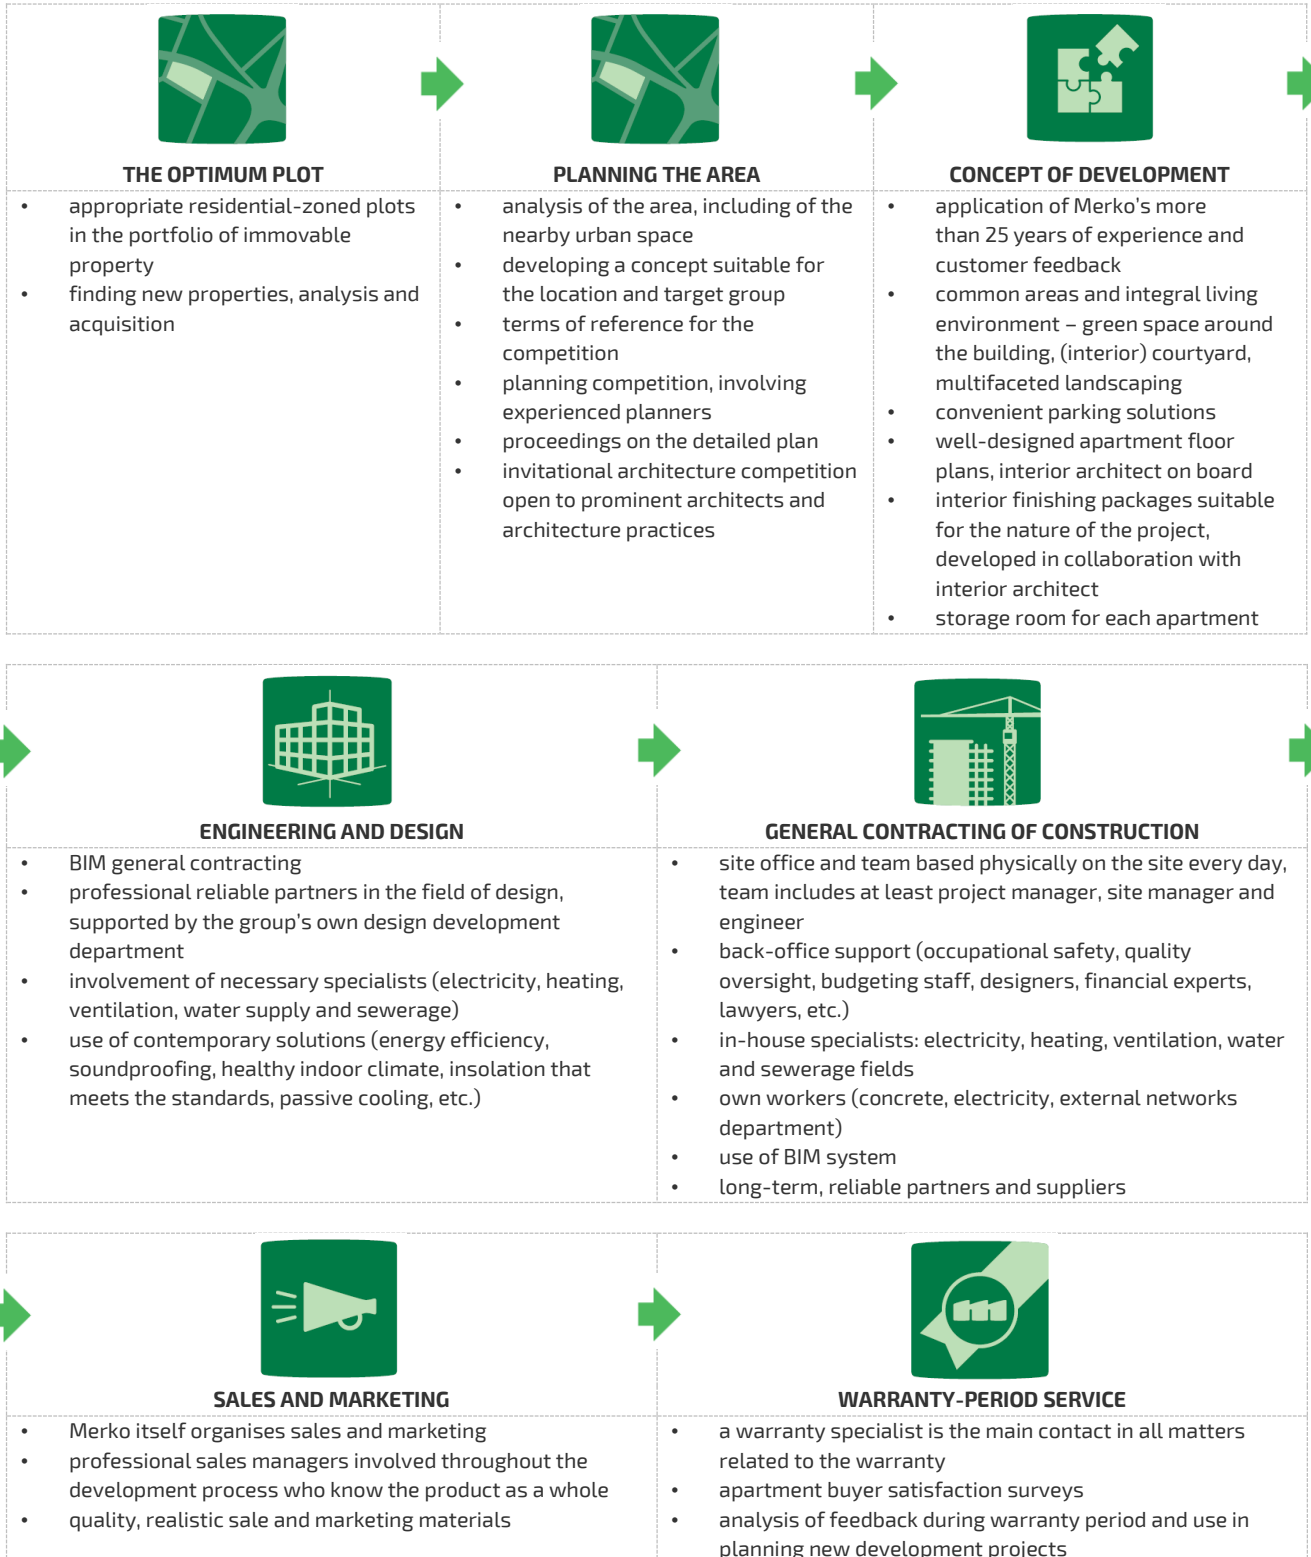 THE OPTIMUM PLOT
• appropriate residential-zoned plots
in the portfolio of immovable
property
• finding new properties, analysis and
acquisition
PLANNING THE AREA
• analysis of the area, including of the
nearby urban space
• developing a concept suitable for
the location and target group
• terms of reference for the
competition
• planning competition, involving
experienced planners
• proceedings on the detailed plan
• invitational architecture competition
open to prominent architects and
architecture practices
CONCEPT OF DEVELOPMENT
• application of Merko's more
than 25 years of experience and
customer feedback
• common areas and integral living
environment – green space around
the building, (interior) courtyard,
multifaceted landscaping
• convenient parking solutions
• well-designed apartment floor
plans, interior architect on board
• interior finishing packages suitable
for the nature of the project,
developed in collaboration with
interior architect
• storage room for each apartment
ENGINEERING AND DESIGN
• BIM general contracting
• professional reliable partners in the field of design,
supported by the group's own design development
department
• involvement of necessary specialists (electricity, heating,
ventilation, water supply and sewerage)
• use of contemporary solutions (energy efficiency,
soundproofing, healthy indoor climate, insolation that
meets the standards, passive cooling, etc.)
GENERAL CONTRACTING OF CONSTRUCTION
• site office and team based physically on the site every day,
team includes at least project manager, site manager and
engineer
• back-office support (occupational safety, quality
oversight, budgeting staff, designers, financial experts,
lawyers, etc.)
• in-house specialists: electricity, heating, ventilation, water
and sewerage fields
• own workers (concrete, electricity, external networks
department)
• use of BIM system
• long-term, reliable partners and suppliers
SALES AND MARKETING
• Merko itself organises sales and marketing
• professional sales managers involved throughout the
development process who know the product as a whole
• quality, realistic sale and marketing materials
WARRANTY-PERIOD SERVICE
• a warranty specialist is the main contact in all matters
related to the warranty
• apartment buyer satisfaction surveys
• analysis of feedback during warranty period and use in
planning new development projects